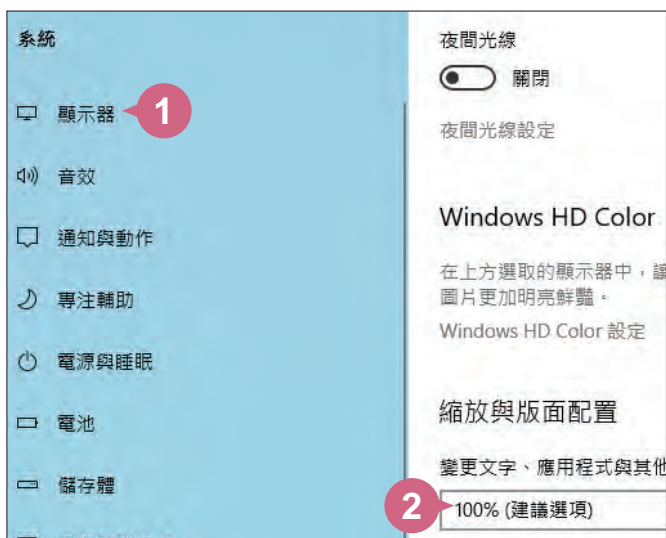 系統
顯示器
1
音效
通知與動作
專注輔助
電源與睡眠
電池
儲存體
夜間光線
關閉
夜間光線設定
Windows HD Color
在上方選取的顯示器中，讓
圖片更加明亮鮮豔。
Windows HD Color 設定
縮放與版面配置
變更文字、應用程式與其他
2
100% (建議選項)